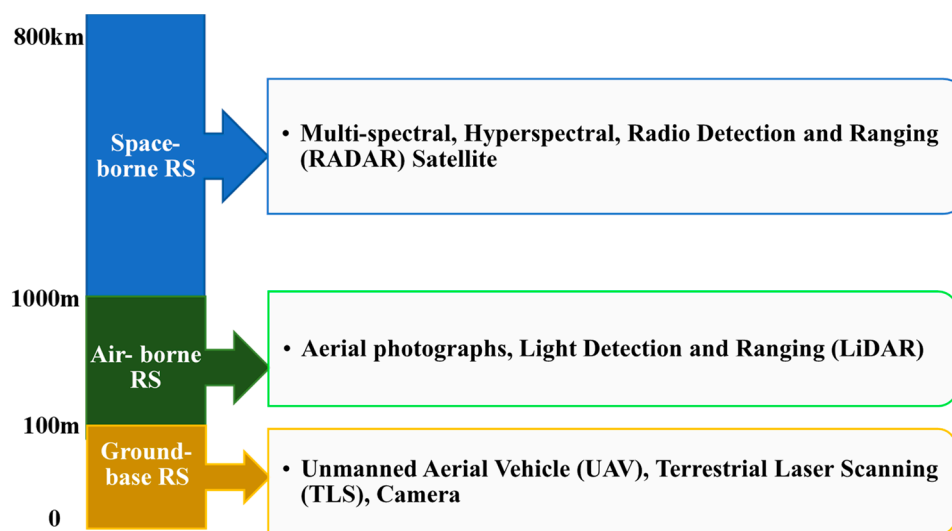 800km
Space-
borne RS
• Multi-spectral, Hyperspectral, Radio Detection and Ranging
(RADAR) Satellite
1000m
Air- borne
RS
• Aerial photographs, Light Detection and Ranging (LiDAR)
100m
Ground-
base RS
• Unmanned Aerial Vehicle (UAV), Terrestrial Laser Scanning
(TLS), Camera
0